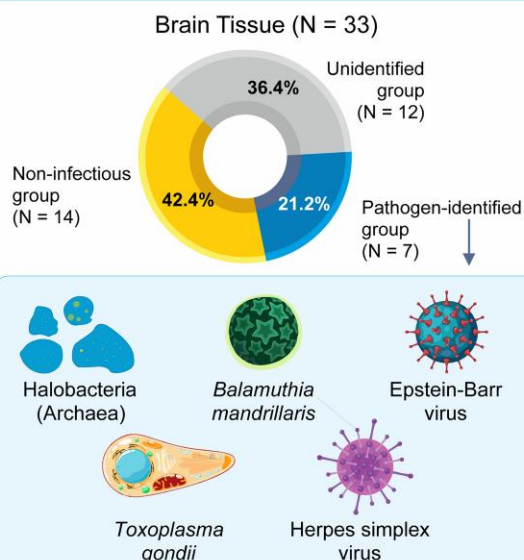 Brain Tissue (N = 33)
36.4%
Unidentified
group
(N = 12)
Non-infectious
group
(N = 14)
42.4%
21.2%
Pathogen-identified
group
(N = 7)
Halobacteria
(Archaea)
Balamuthia
mandrillaris
Epstein-Barr
virus
Toxoplasma
gondii
Herpes simplex
virus